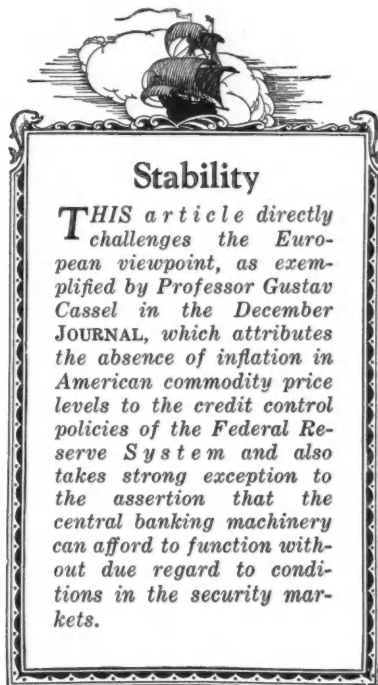 Stability
THIS article directly
challenges the Euro-
pean viewpoint, as exem-
plified by Professor Gustav
Cassel in the December
JOURNAL, which attributes
the absence of inflation in
American commodity price
levels to the credit control
policies of the Federal Re-
serve System and also
takes strong exception to
the assertion that the
central banking machinery
can afford to function with-
out due regard to condi-
tions in the security mar-
kets.